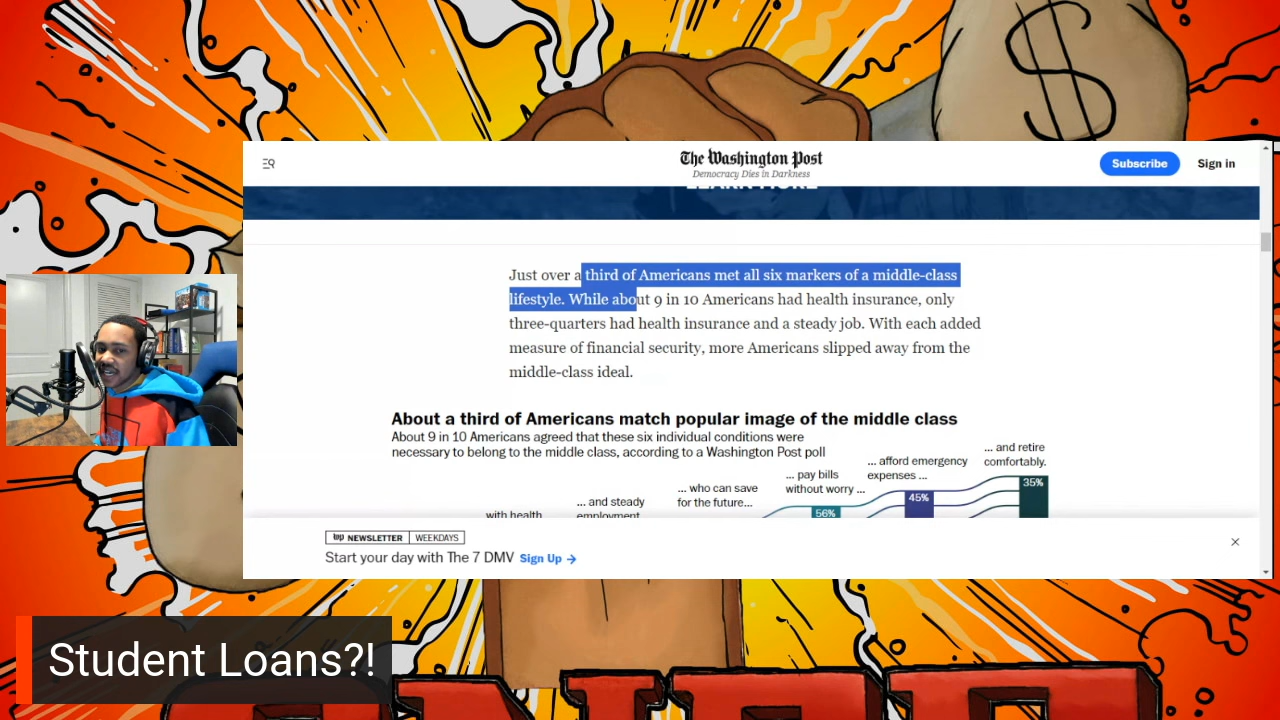 The Washington Post
Democracy Dies in Darkness
Subscribe
Sign in
LEARN MORE
Just over a third of Americans met all six markers of a middle-class
lifestyle. While about 9 in 10 Americans had health insurance, only
three-quarters had health insurance and a steady job. With each added
measure of financial security, more Americans slipped away from the
middle-class ideal.
About a third of Americans match popular image of the middle class
About 9 in 10 Americans agreed that these six individual conditions were
necessary to belong to the middle class, according to a Washington Post poll
with health
... and steady
employment
... who can save
for the future...
... pay bills
without worry ...
... afford emergency
expenses ...
... and retire
comfortably.
56%
45%
35%
wp NEWSLETTER WEEKDAYS
Start your day with The 7 DMV Sign Up →
Student Loans?!